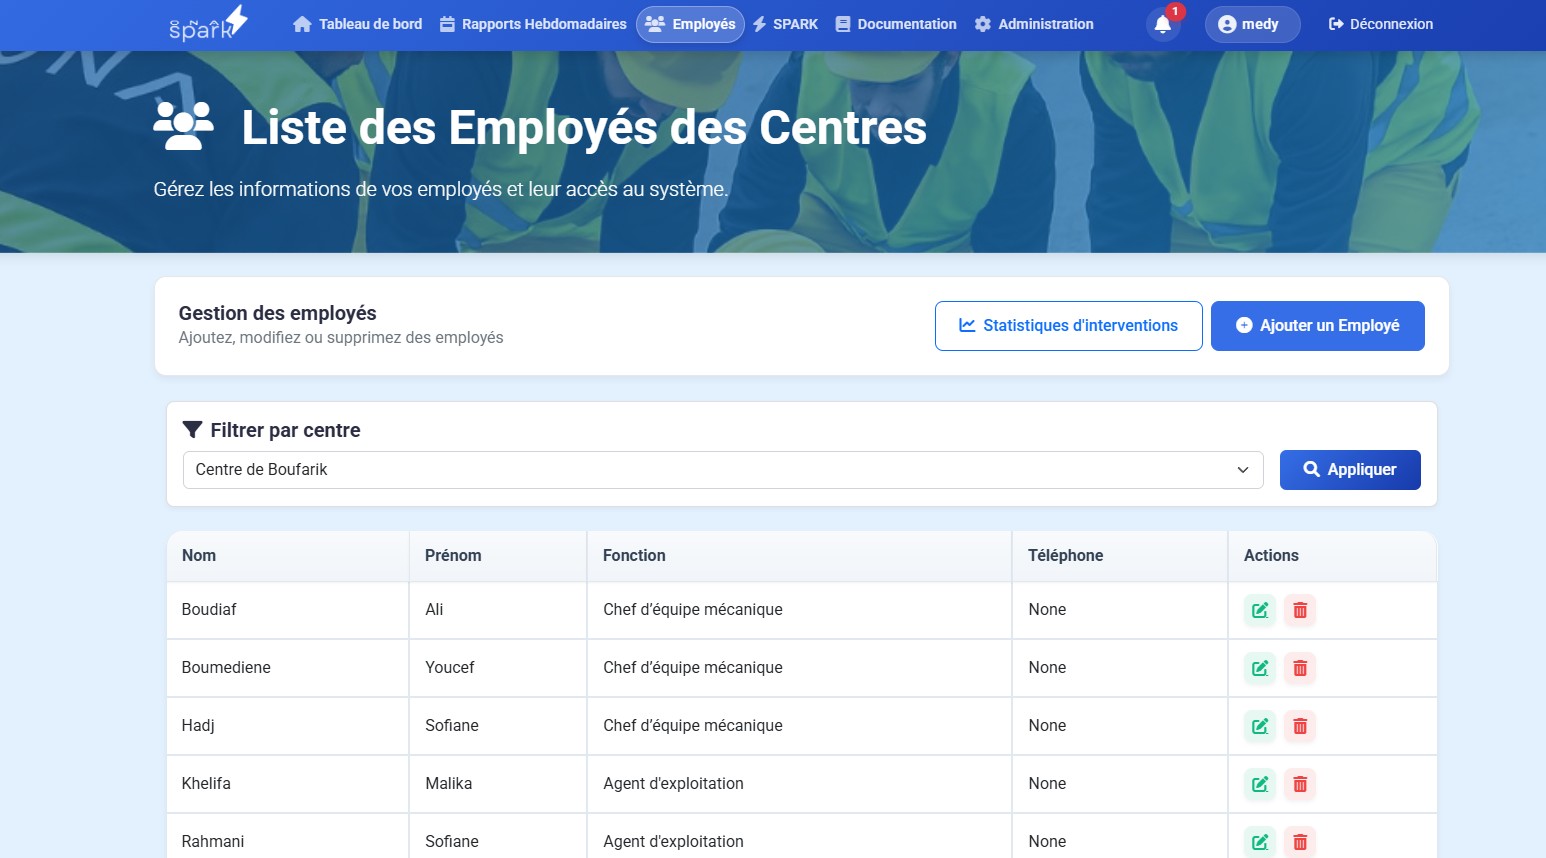 spark
Tableau de bord
Rapports Hebdomadaires
Employés
SPARK
Documentation
Administration
1
medy
Déconnexion
Liste des Employés des Centres
Gérez les informations de vos employés et leur accès au système.
Gestion des employés
Ajoutez, modifiez ou supprimez des employés
Statistiques d'interventions
Ajouter un Employé
Filtrer par centre
Centre de Boufarik
Appliquer
Nom Prénom Fonction Téléphone Actions
Boudiaf Ali Chef d’équipe mécanique None
Boumediene Youcef Chef d’équipe mécanique None
Hadj Sofiane Chef d’équipe mécanique None
Khelifa Malika Agent d'exploitation None
Rahmani Sofiane Agent d'exploitation None